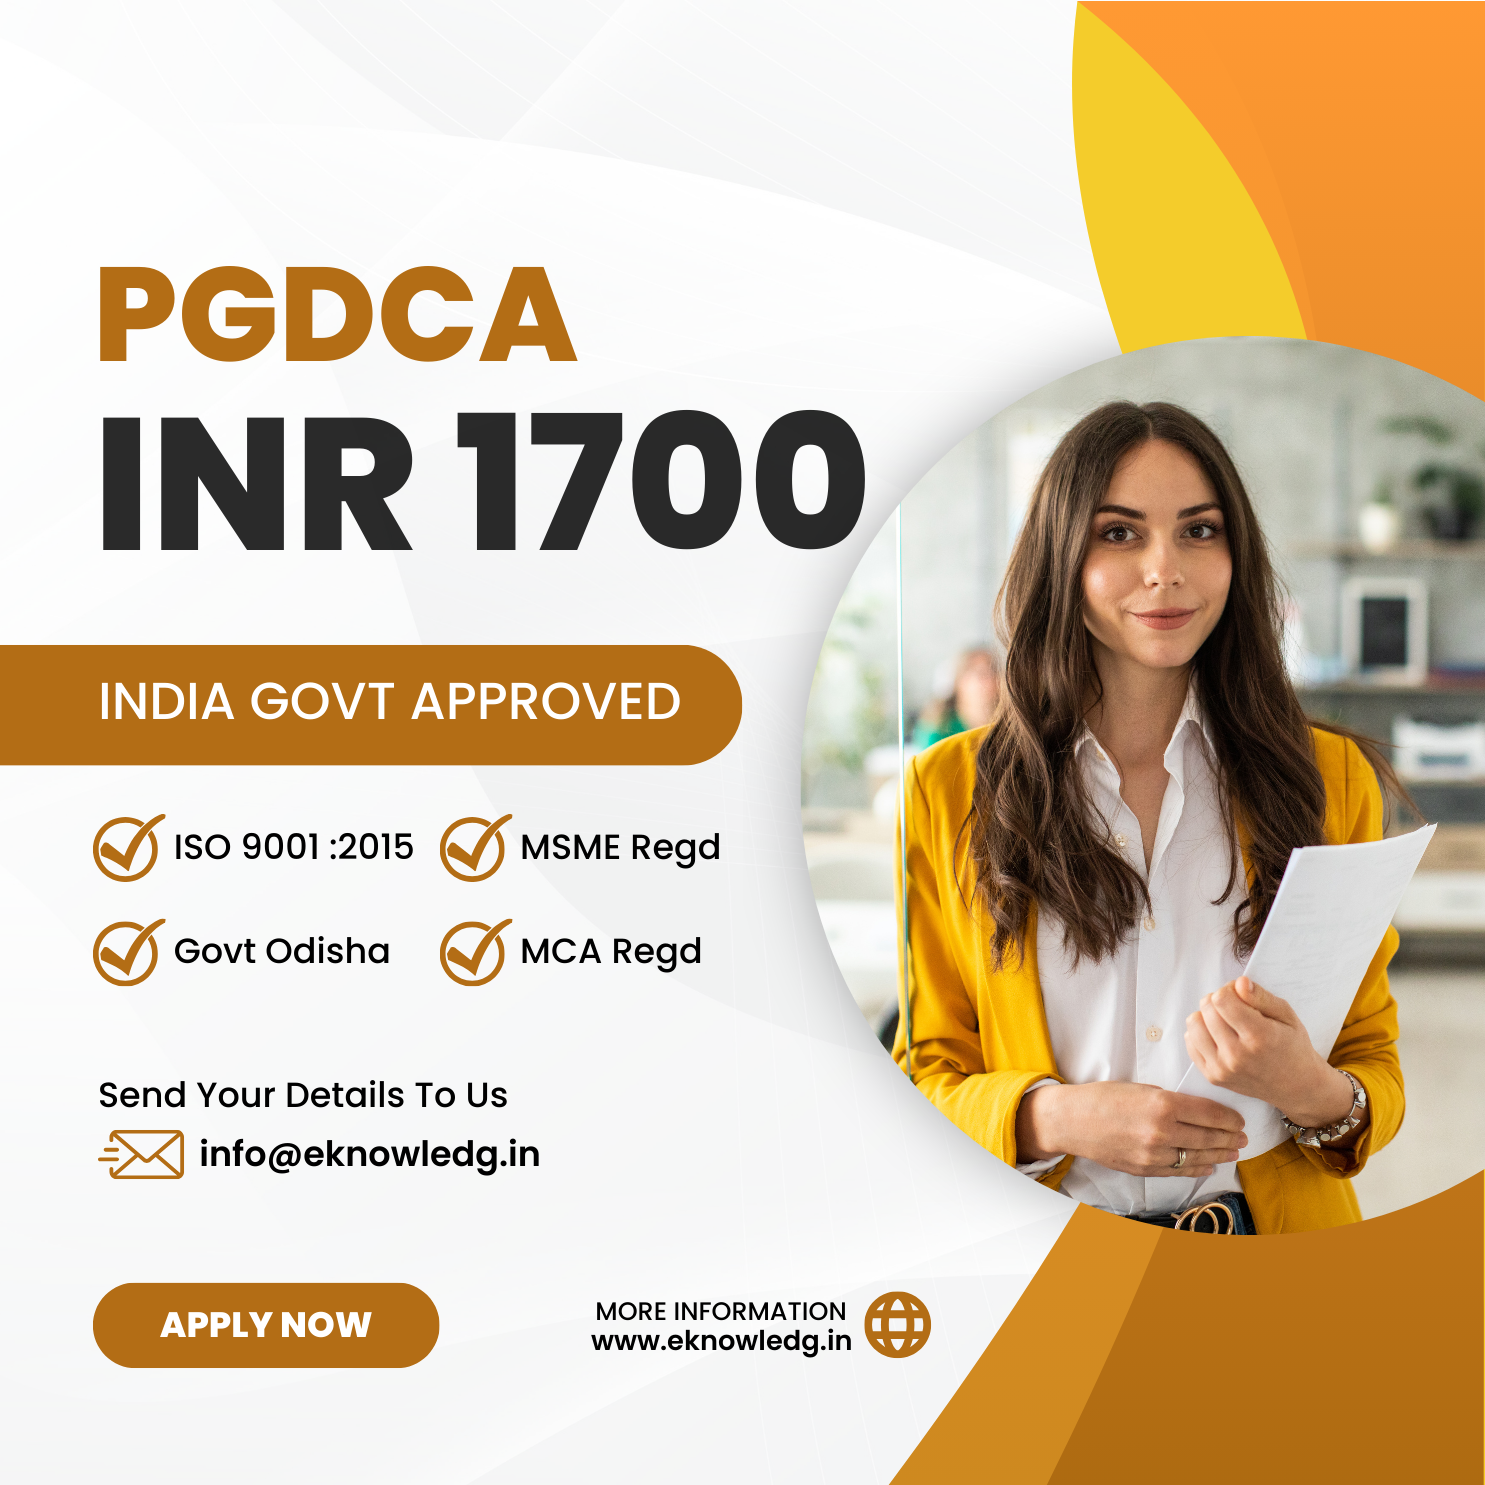 PGDCA
INR 1700
INDIA GOVT APPROVED
ISO 9001 :2015
MSME Regd
Govt Odisha
MCA Regd
Send Your Details To Us
info@eknowledg.in
APPLY NOW
MORE INFORMATION
www.eknowledg.in